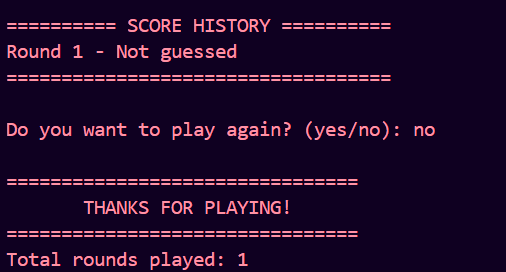 ========== SCORE HISTORY ==========
Round 1 - Not guessed
===================================
Do you want to play again? (yes/no): no
================================
THANKS FOR PLAYING!
================================
Total rounds played: 1